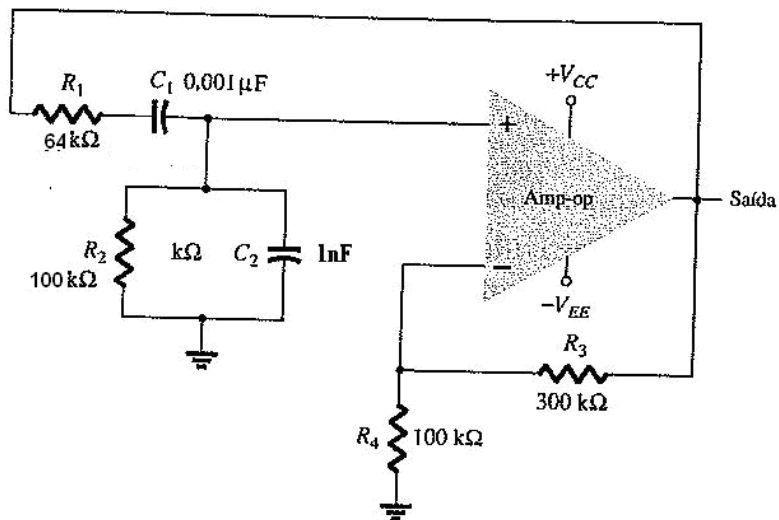 R1
C1 0,001 µF
64 kΩ
+VCC
+
Amp-op
Saída
R2
100 kΩ
kΩ
C2
1nF
−
−VEE
R3
300 kΩ
R4
100 kΩ